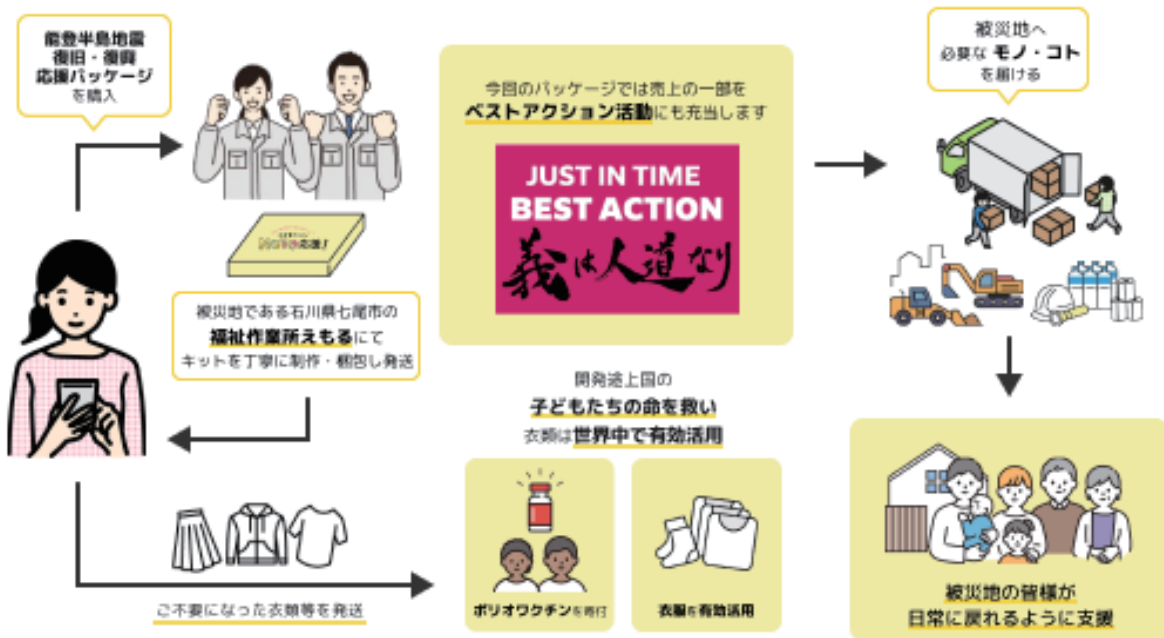 能登半島地震
復旧・復興
応援パッケージ
を購入
今回のパッケージでは売上の一部を
ベストアクション活動にも充当します
JUST IN TIME
BEST ACTION
義は人道なり
被災地へ
必要な モノ・コト
を届ける
被災地である石川県七尾市の
福祉作業所えもるにて
キットを丁寧に制作・梱包し発送
開発途上国の
子どもたちの命を救い
衣類は世界中で有効活用
ポリオワクチンを寄付
衣服を有効活用
ご不要になった衣類等を発送
被災地の皆様が
日常に戻れるように支援